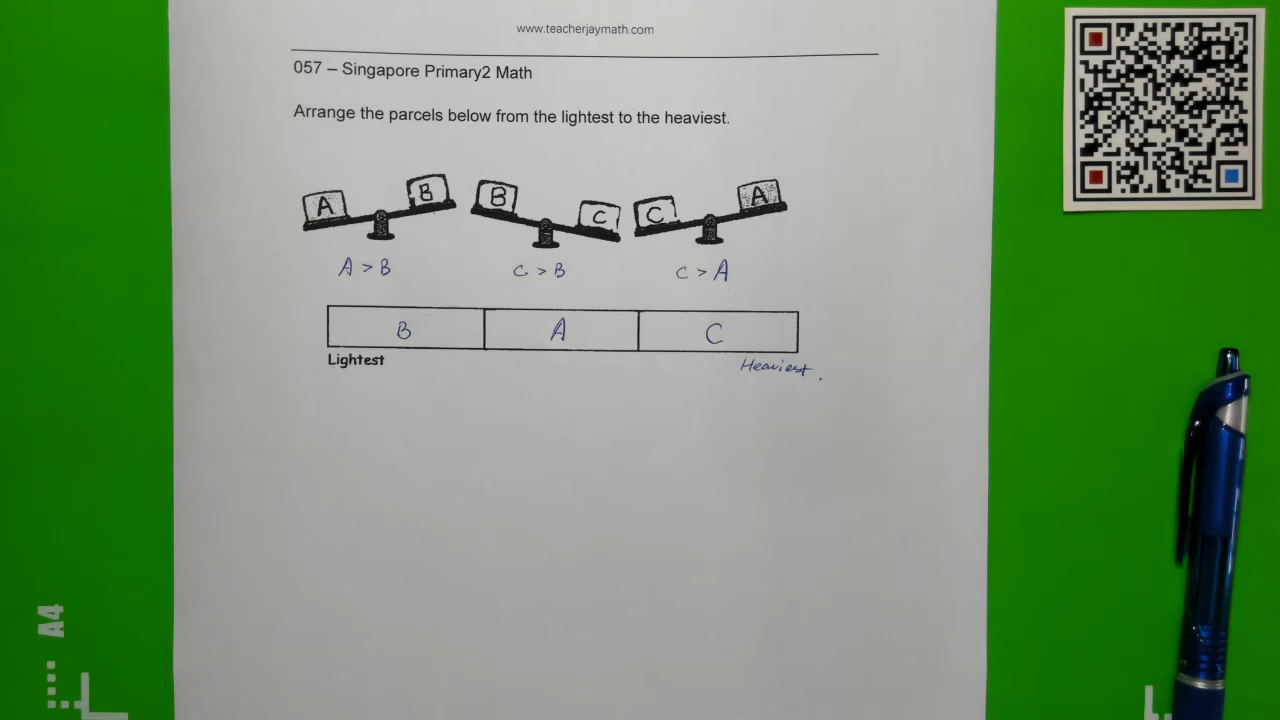 www.teacherjaymath.com
057 – Singapore Primary2 Math
Arrange the parcels below from the lightest to the heaviest.
A B B C C A
A > B C > B C > A
B A C
Lightest Heaviest.
A4